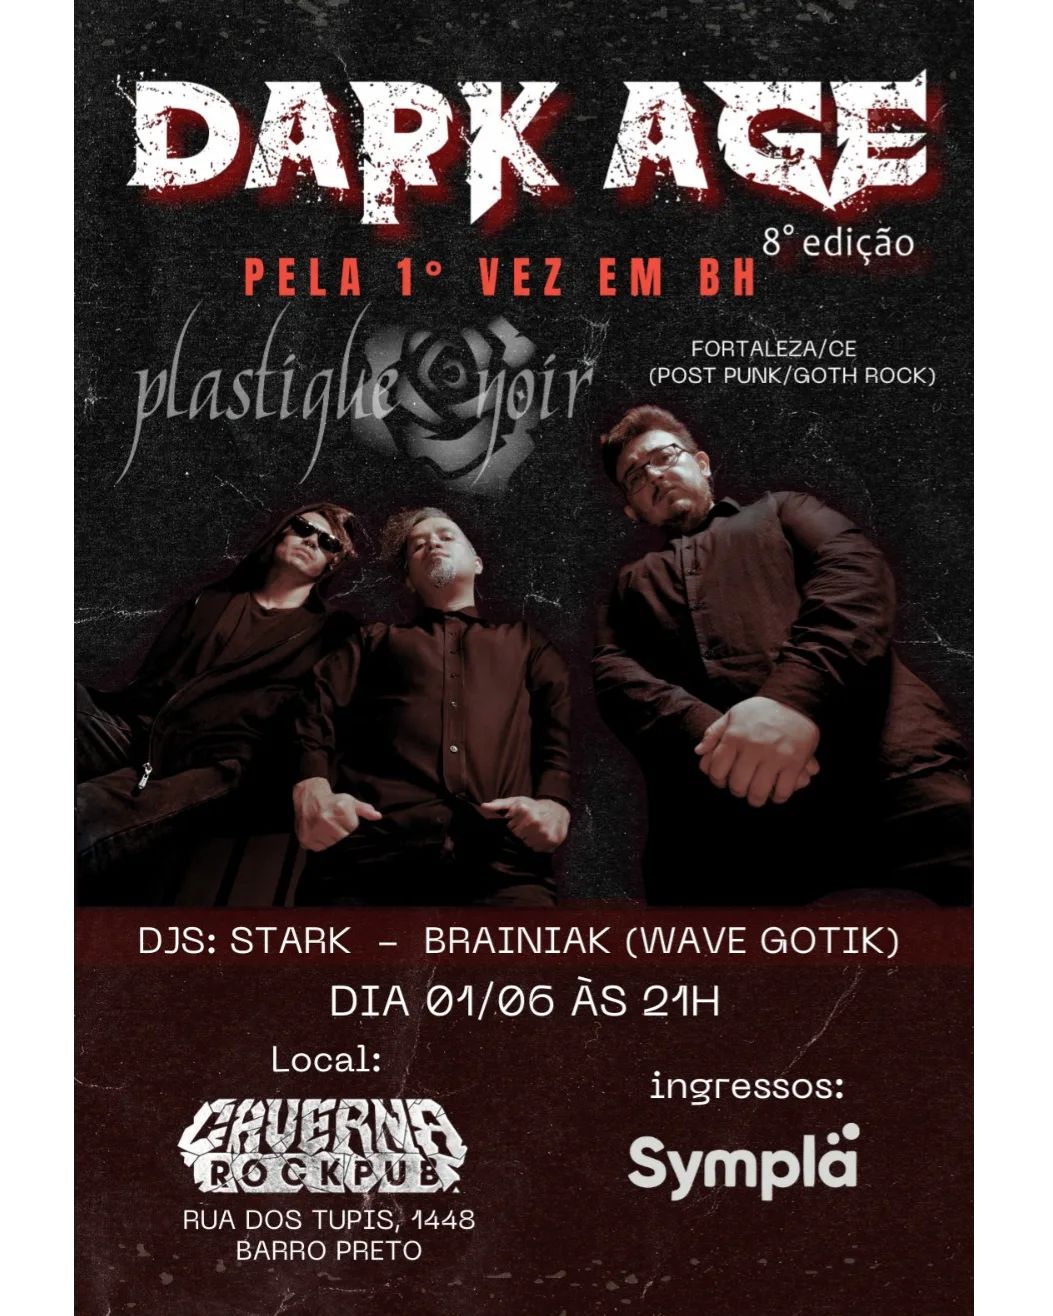 DARK AGE
8° edição
PELA 1° VEZ EM BH
plastique noir
FORTALEZA/CE
(POST PUNK/GOTH ROCK)
DJS: STARK - BRAINIAK (WAVE GOTIK)
DIA 01/06 ÀS 21H
Local:
CAVERNA
ROCKPUB
RUA DOS TUPIS, 1448
BARRO PRETO
ingressos:
Symplä